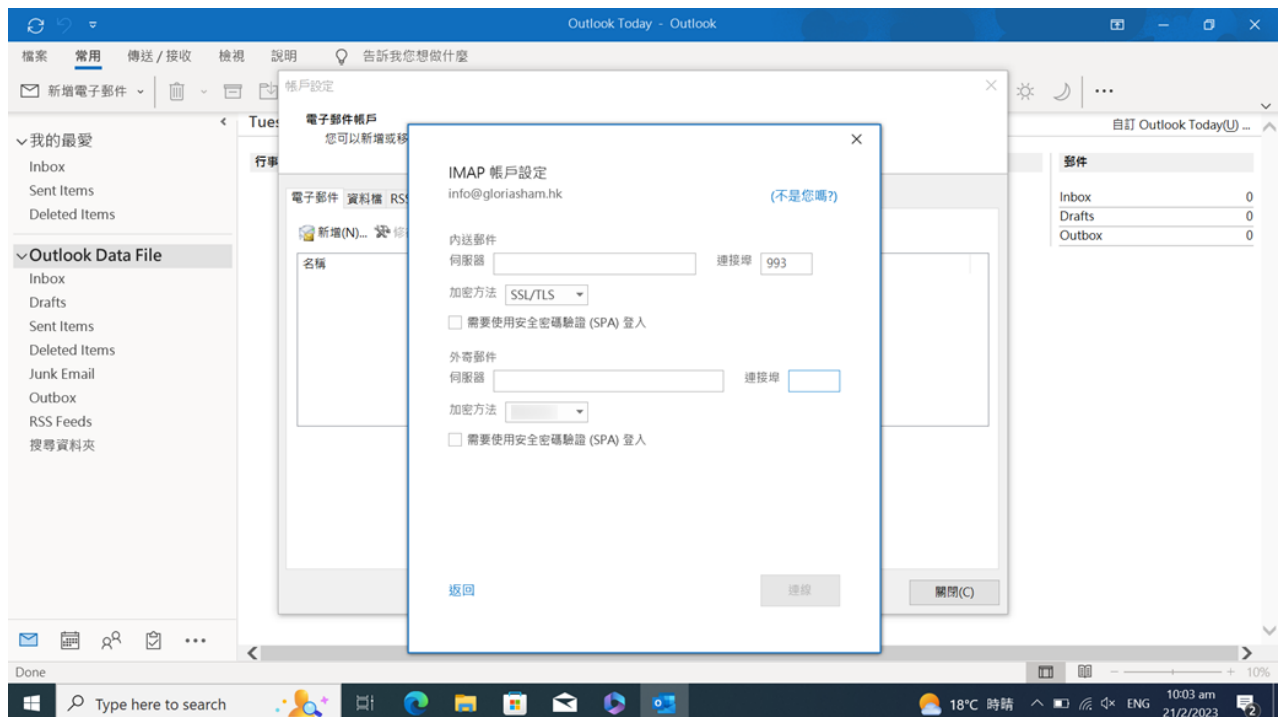 Outlook Today - Outlook
檔案 常用 傳送 / 接收 檢視 說明 告訴我您想做什麼
新增電子郵件
帳戶設定
電子郵件帳戶
您可以新增或移
Tues
自訂 Outlook Today(U) ...
我的最愛
Inbox
Sent Items
Deleted Items
Outlook Data File
Inbox
Drafts
Sent Items
Deleted Items
Junk Email
Outbox
RSS Feeds
搜尋資料夾
行事
電子郵件 資料檔 RSS
新增(N)...
名稱
IMAP 帳戶設定
info@gloriasham.hk
(不是您嗎?)
內送郵件
伺服器 連接埠 993
加密方法 SSL/TLS
需要使用安全密碼驗證 (SPA) 登入
外寄郵件
伺服器 連接埠
加密方法
需要使用安全密碼驗證 (SPA) 登入
返回 連線
關閉(C)
郵件
Inbox 0
Drafts 0
Outbox 0
Done
10%
Type here to search
18°C 時晴
ENG
10:03 am
21/2/2023
2